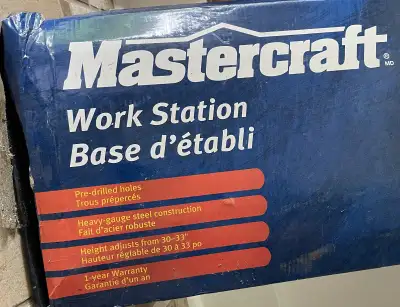 Mastercraft
® MD
Work Station
Base d'établi
Pre-drilled holes
Trous prépercés
Heavy-gauge steel construction
Fait d'acier robuste
Height adjusts from 30–33"
Hauteur réglable de 30 à 33 po
1-year Warranty
Garantie d'un an